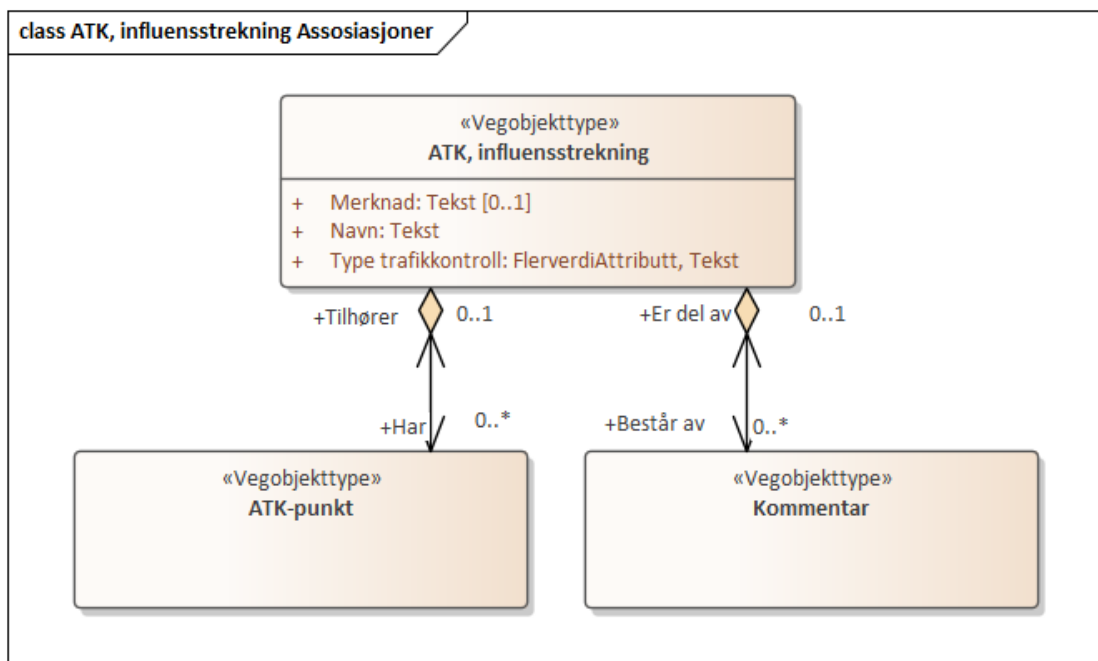 class ATK, influensstrekning Assosiasjoner
«Vegobjekttype»
ATK, influensstrekning
+ Merknad: Tekst [0..1]
+ Navn: Tekst
+ Type trafikkontroll: FlerverdiAttributt, Tekst
+Tilhører 0..1 +Er del av 0..1
+Har 0..* +Består av 0..*
«Vegobjekttype»
ATK-punkt
«Vegobjekttype»
Kommentar